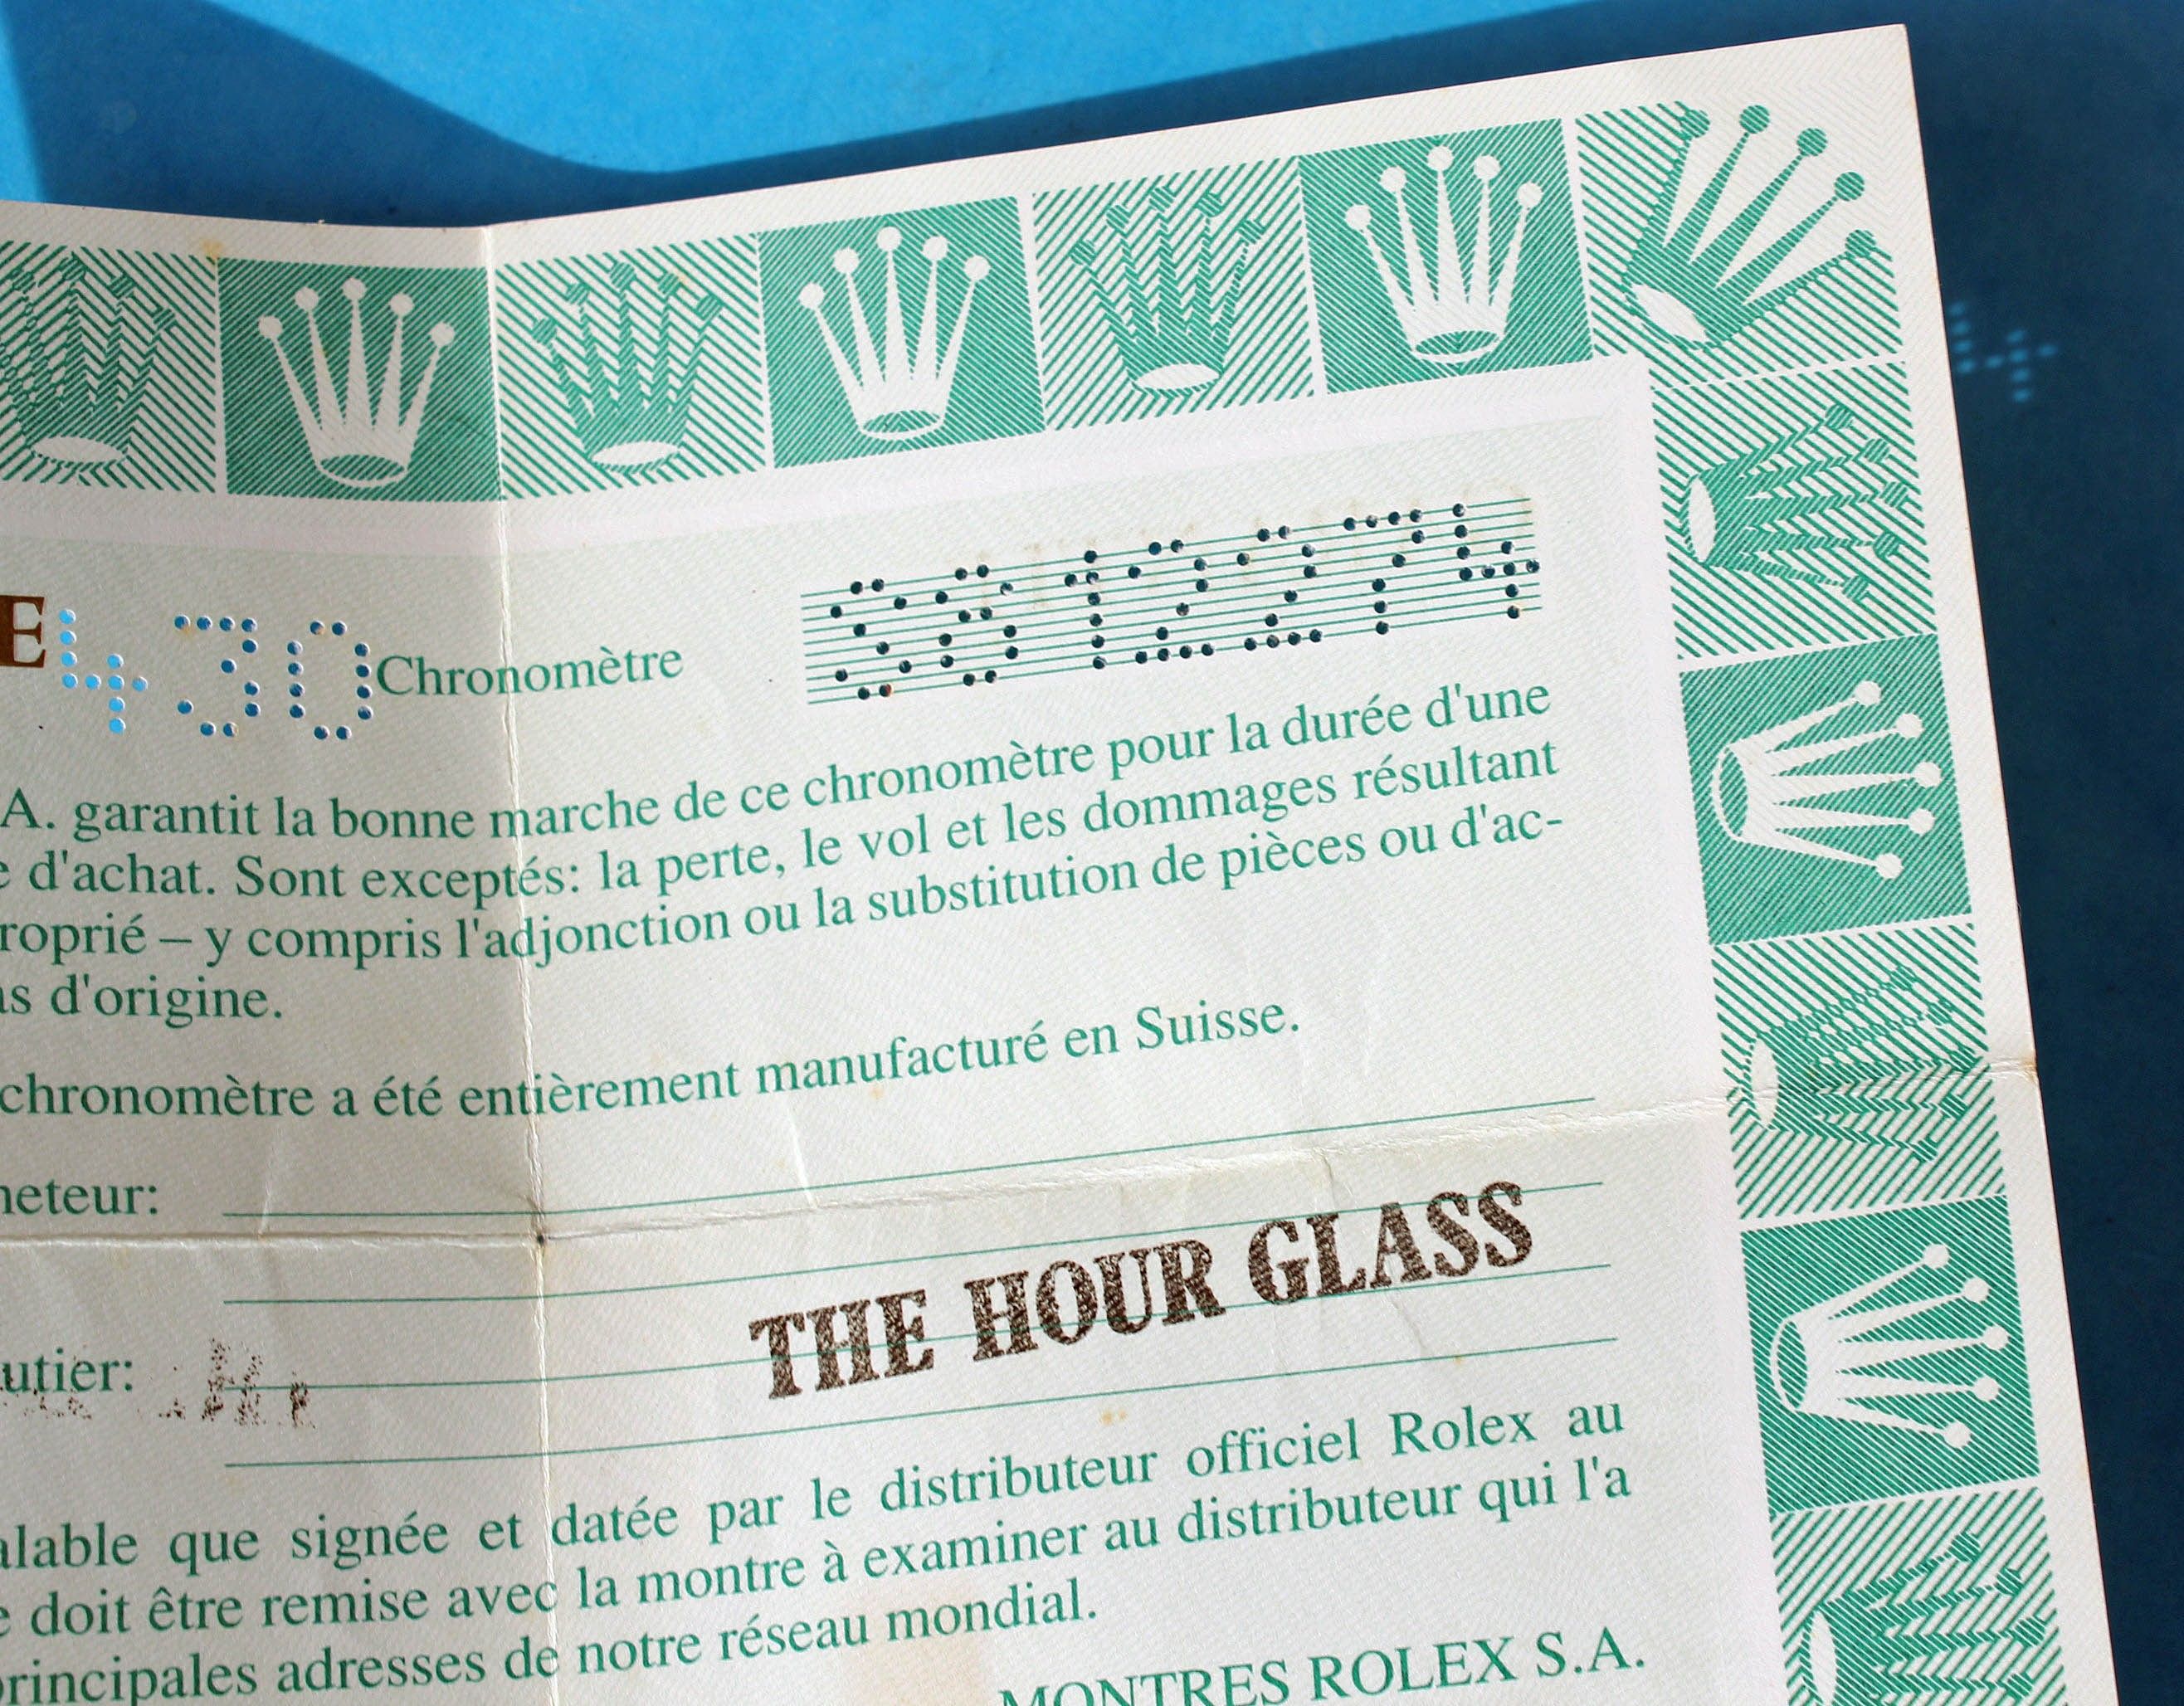 E 430 Chronomètre S812274
A. garantit la bonne marche de ce chronomètre pour la durée d'une
e d'achat. Sont exceptés: la perte, le vol et les dommages résultant
roprié – y compris l'adjonction ou la substitution de pièces ou d'ac-
as d'origine.
chronomètre a été entièrement manufacturé en Suisse.
heteur:
THE HOUR GLASS
utier:
alable que signée et datée par le distributeur officiel Rolex au
e doit être remise avec la montre à examiner au distributeur qui l'a
principales adresses de notre réseau mondial.
MONTRES ROLEX S.A.